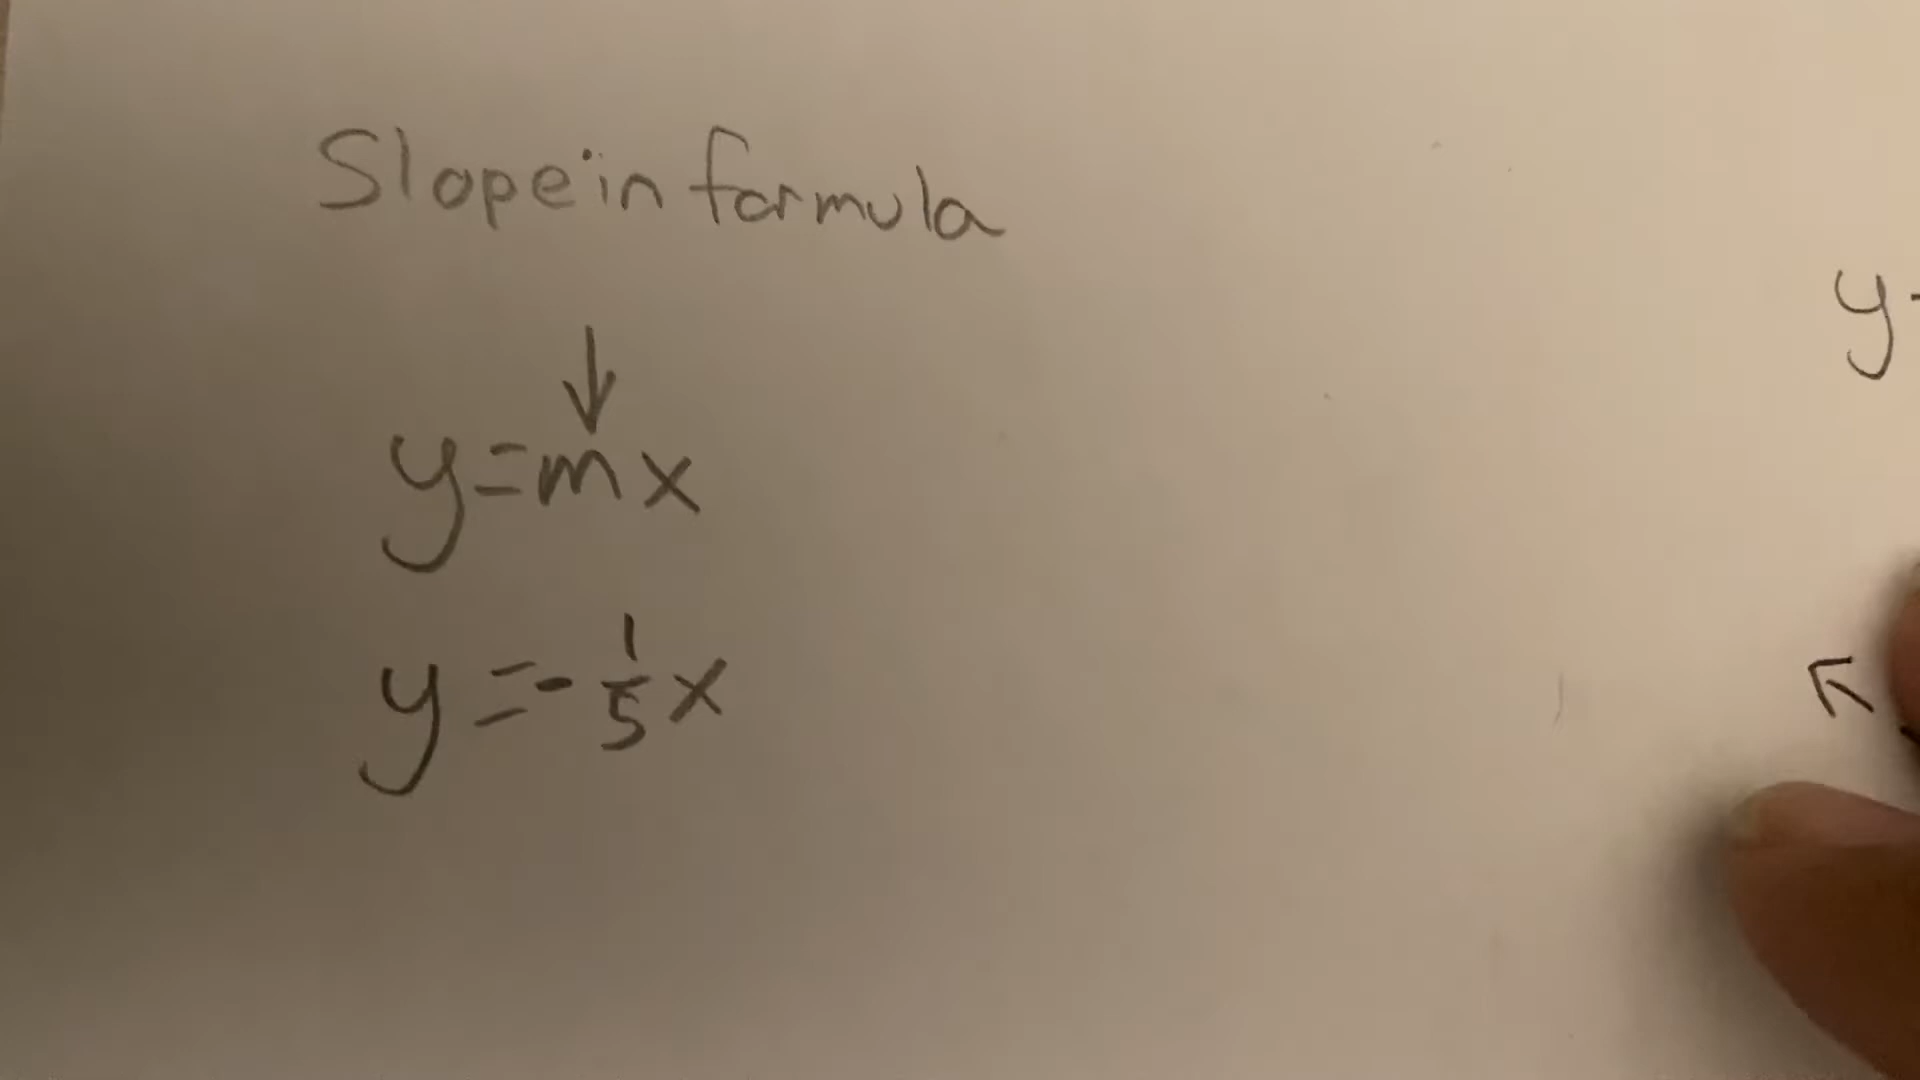 Slope in formula
y=mx
y=-1/5x
y-